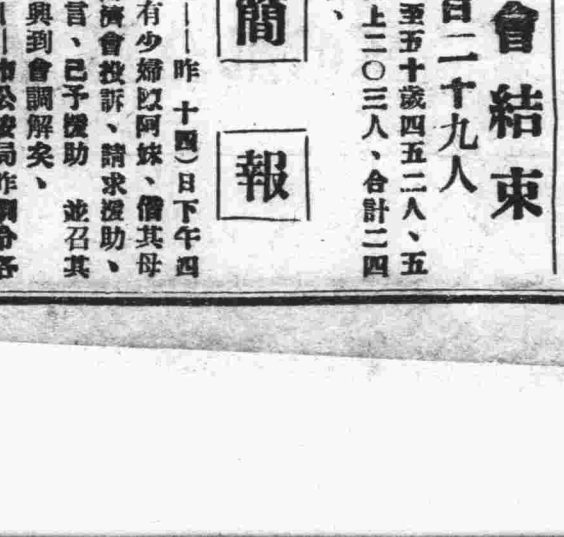 會結束
百二十九人
至五十歲四五二人、五
上二〇三人、合計二四
、
簡報
——昨（十四）日下午四
有少婦歐阿妹、偕其母
濟會投訴、請求援助、
言、已予援助 並召其
興到會調解矣、